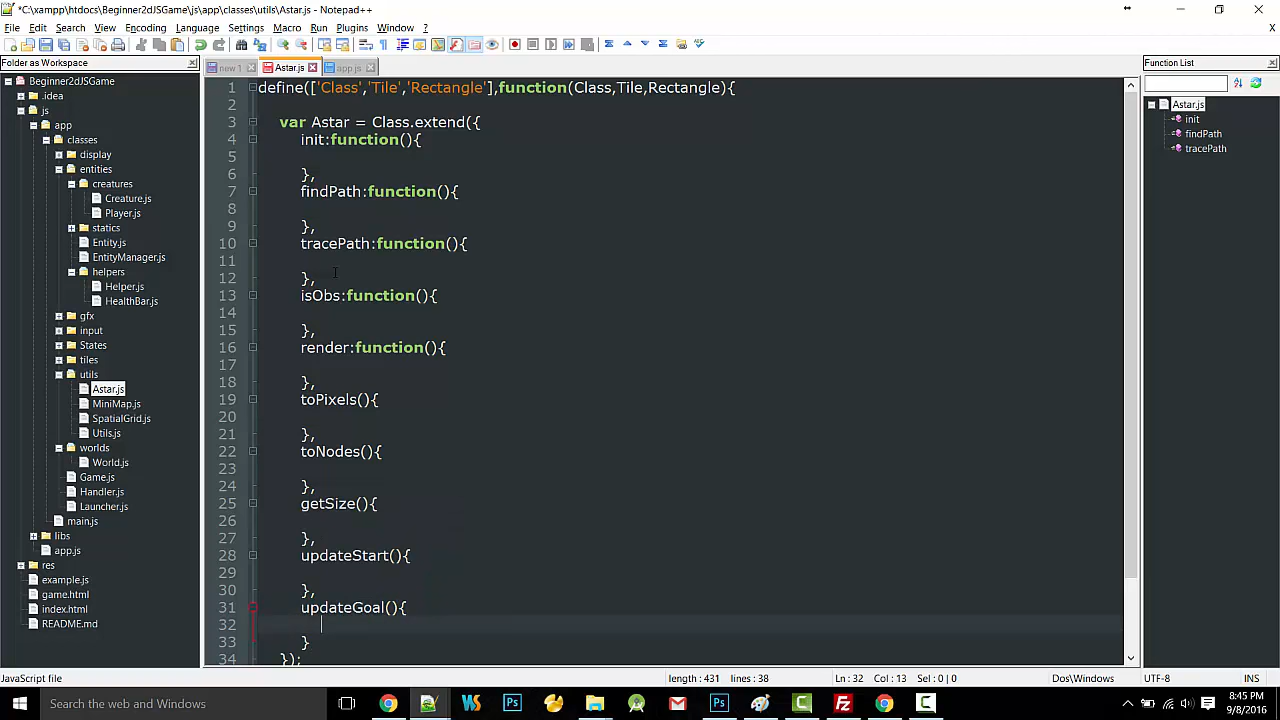 *C:\xampp\htdocs\Beginner2dJSGame\js\app\classes\utils\Astar.js - Notepad++
File Edit Search View Encoding Language Settings Macro Run Plugins Window ?
X
Folder as Workspace
new 1
Astar.js
app.js
Function List
Beginner2dJSGame
idea
js
app
classes
display
entities
creatures
Creature.js
Player.js
statics
Entity.js
EntityManager.js
helpers
Helper.js
HealthBar.js
gfx
input
States
tiles
utils
Astar.js
MiniMap.js
SpatialGrid.js
Utils.js
worlds
World.js
Game.js
Handler.js
Launcher.js
main.js
libs
app.js
res
example.js
game.html
index.html
README.md
1 define(['Class','Tile','Rectangle'],function(Class,Tile,Rectangle){
2
3 var Astar = Class.extend({
4 init:function(){
5
6 },
7 findPath:function(){
8
9 },
10 tracePath:function(){
11
12 },
13 isObs:function(){
14
15 },
16 render:function(){
17
18 },
19 toPixels(){
20
21 },
22 toNodes(){
23
24 },
25 getSize(){
26
27 },
28 updateStart(){
29
30 },
31 updateGoal(){
32
33 }
34 });
Astar.js
init
findPath
tracePath
JavaScript file
length : 431 lines : 38
Ln : 32 Col : 13 Sel : 0 | 0
Dos\Windows
UTF-8
INS
Search the web and Windows
8:45 PM
9/8/2016